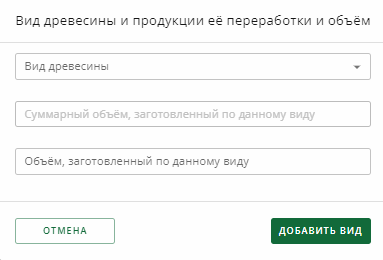 Вид древесины и продукции её переработки и объём
Вид древесины
Суммарный объём, заготовленный по данному виду
Объём, заготовленный по данному виду
ОТМЕНА
ДОБАВИТЬ ВИД